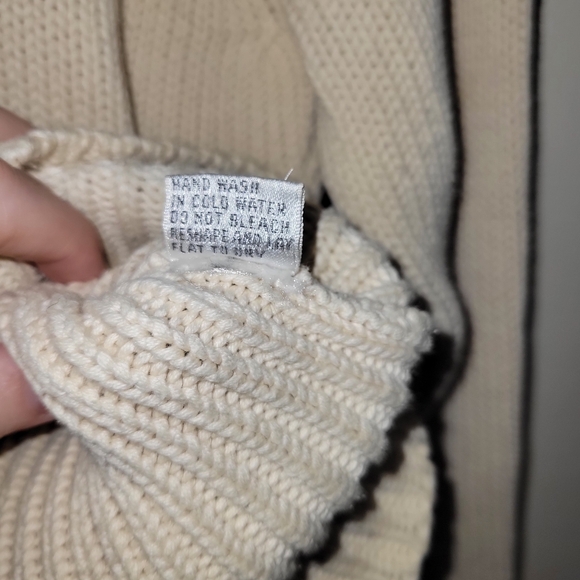 HAND WASH
IN COLD WATER
DO NOT BLEACH
RESHAPE AND LAY
FLAT TO DRY